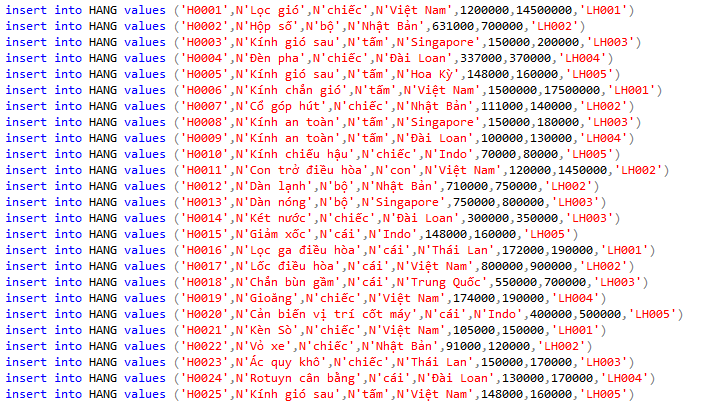 insert into HANG values ('H0001',N'Lọc gió',N'chiếc',N'Việt Nam',1200000,14500000,'LH001')
insert into HANG values ('H0002',N'Hộp số',N'bộ',N'Nhật Bản',631000,700000,'LH002')
insert into HANG values ('H0003',N'Kính gió sau',N'tấm',N'Singapore',150000,200000,'LH003')
insert into HANG values ('H0004',N'Đèn pha',N'chiếc',N'Đài Loan',337000,370000,'LH004')
insert into HANG values ('H0005',N'Kính gió sau',N'tấm',N'Hoa Kỳ',148000,160000,'LH005')
insert into HANG values ('H0006',N'Kính chắn gió',N'tấm',N'Việt Nam',1500000,17500000,'LH001')
insert into HANG values ('H0007',N'Cổ góp hút',N'chiếc',N'Nhật Bản',111000,140000,'LH002')
insert into HANG values ('H0008',N'Kính an toàn',N'tấm',N'Singapore',150000,180000,'LH003')
insert into HANG values ('H0009',N'Kính an toàn',N'tấm',N'Đài Loan',100000,130000,'LH004')
insert into HANG values ('H0010',N'Kính chiếu hậu',N'chiếc',N'Indo',70000,80000,'LH005')
insert into HANG values ('H0011',N'Con trở điều hòa',N'con',N'Việt Nam',120000,1450000,'LH002')
insert into HANG values ('H0012',N'Dàn lạnh',N'bộ',N'Nhật Bản',710000,750000,'LH002')
insert into HANG values ('H0013',N'Dàn nóng',N'bộ',N'Singapore',750000,800000,'LH003')
insert into HANG values ('H0014',N'Két nước',N'chiếc',N'Đài Loan',300000,350000,'LH003')
insert into HANG values ('H0015',N'Giảm xốc',N'cái',N'Indo',148000,160000,'LH005')
insert into HANG values ('H0016',N'Lọc ga điều hòa',N'cái',N'Thái Lan',172000,190000,'LH001')
insert into HANG values ('H0017',N'Lốc điều hòa',N'cái',N'Việt Nam',800000,900000,'LH002')
insert into HANG values ('H0018',N'Chắn bùn gầm',N'cái',N'Trung Quốc',550000,700000,'LH003')
insert into HANG values ('H0019',N'Gioăng',N'chiếc',N'Việt Nam',174000,190000,'LH004')
insert into HANG values ('H0020',N'Cản biến vị trí cốt máy',N'cái',N'Indo',400000,500000,'LH005')
insert into HANG values ('H0021',N'Kèn Sò',N'chiếc',N'Việt Nam',105000,150000,'LH001')
insert into HANG values ('H0022',N'Vỏ xe',N'chiếc',N'Nhật Bản',91000,120000,'LH002')
insert into HANG values ('H0023',N'Ác quy khô',N'chiếc',N'Thái Lan',150000,170000,'LH003')
insert into HANG values ('H0024',N'Rotuyn cân bằng',N'cái',N'Đài Loan',130000,170000,'LH004')
insert into HANG values ('H0025',N'Kính gió sau',N'tấm',N'Việt Nam',148000,160000,'LH005')